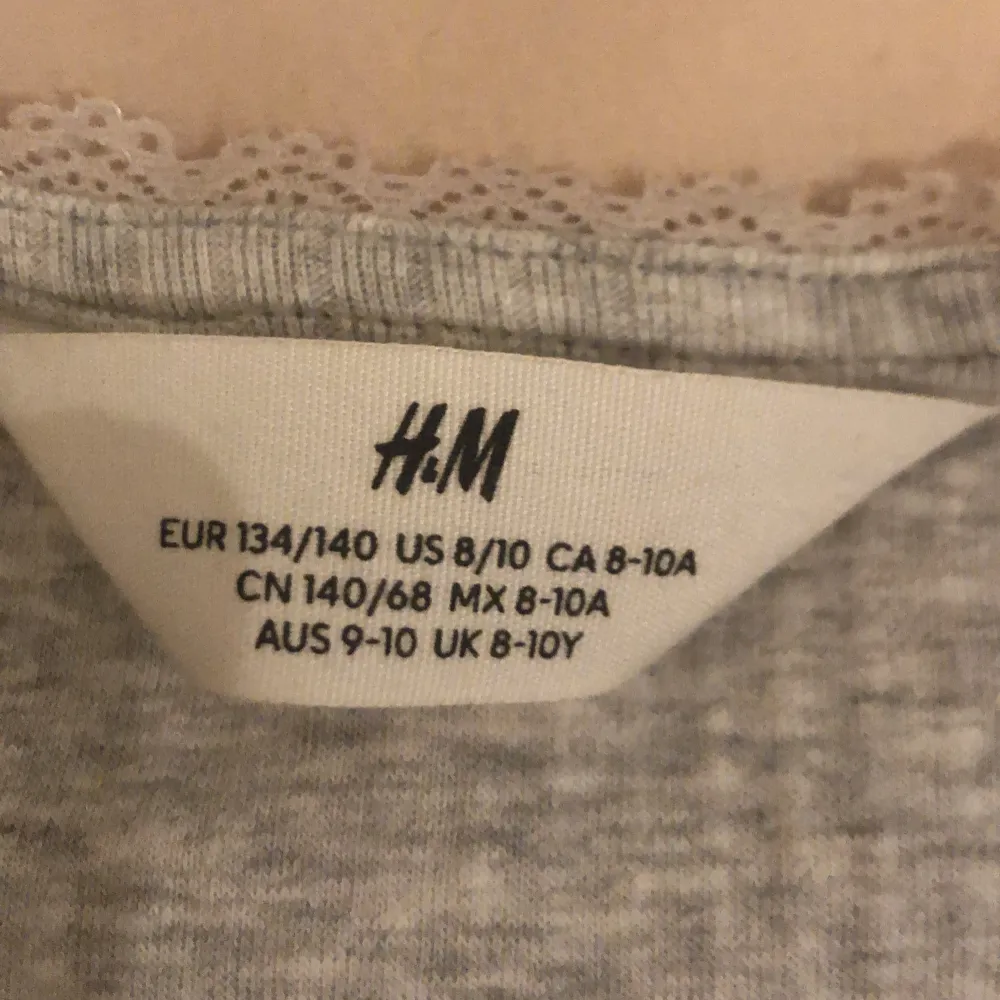 H&M
EUR 134/140 US 8/10 CA 8-10A
CN 140/68 MX 8-10A
AUS 9-10 UK 8-10Y